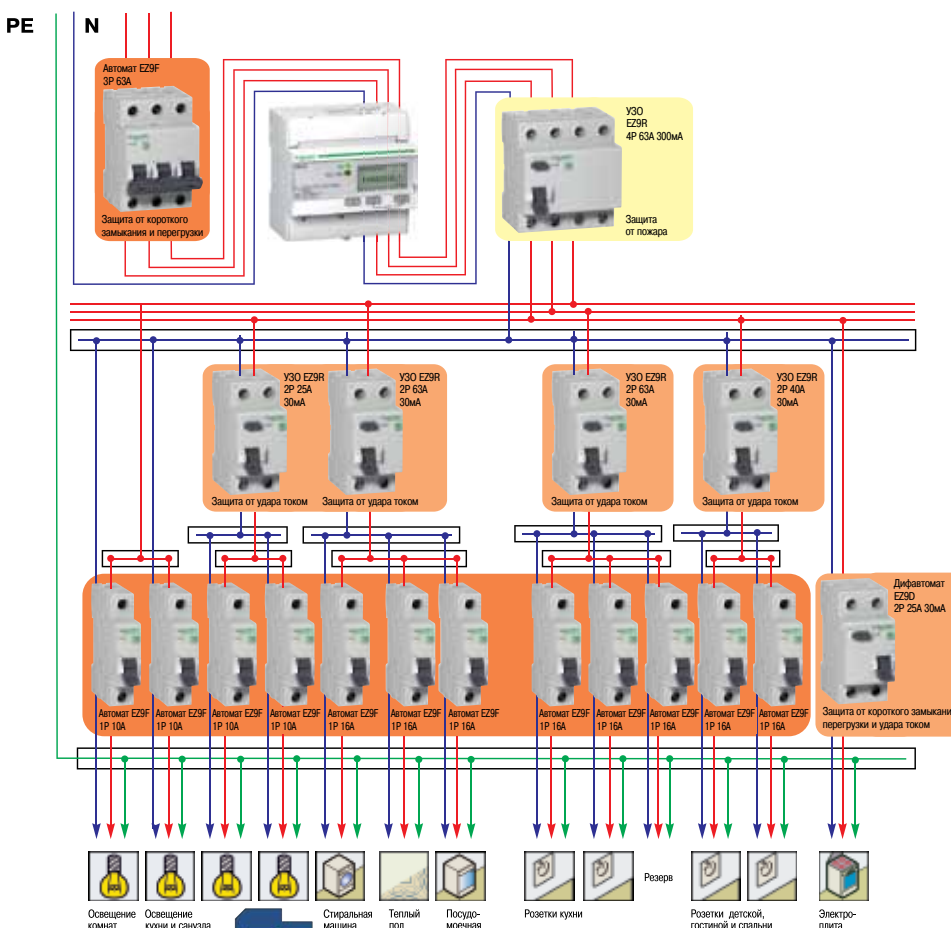 PE
N
Автомат EZ9F
3P 63A
Защита от короткого
замыкания и перегрузки
УЗО
EZ9R
4P 63A 300мА
Защита
от пожара
УЗО EZ9R
2P 25A
30мА
Защита от удара током
УЗО EZ9R
2P 63A
30мА
Защита от удара током
УЗО EZ9R
2P 63A
30мА
Защита от удара током
УЗО EZ9R
2P 40A
30мА
Защита от удара током
Дифавтомат
EZ9D
2P 25A 30мА
Защита от короткого замыкани
перегрузки и удара током
Автомат EZ9F
1P 10A
Автомат EZ9F
1P 10A
Автомат EZ9F
1P 10A
Автомат EZ9F
1P 10A
Автомат EZ9F
1P 16A
Автомат EZ9F
1P 16A
Автомат EZ9F
1P 16A
Автомат EZ9F
1P 16A
Автомат EZ9F
1P 16A
Автомат EZ9F
1P 16A
Автомат EZ9F
1P 16A
Автомат EZ9F
1P 16A
Освещение
комнат
Освещение
кухни и санузла
Стиральная
машина
Теплый
пол
Посудо-
моечная
Розетки кухни
Резерв
Розетки детской,
гостиной и спальни
Электро-
плита